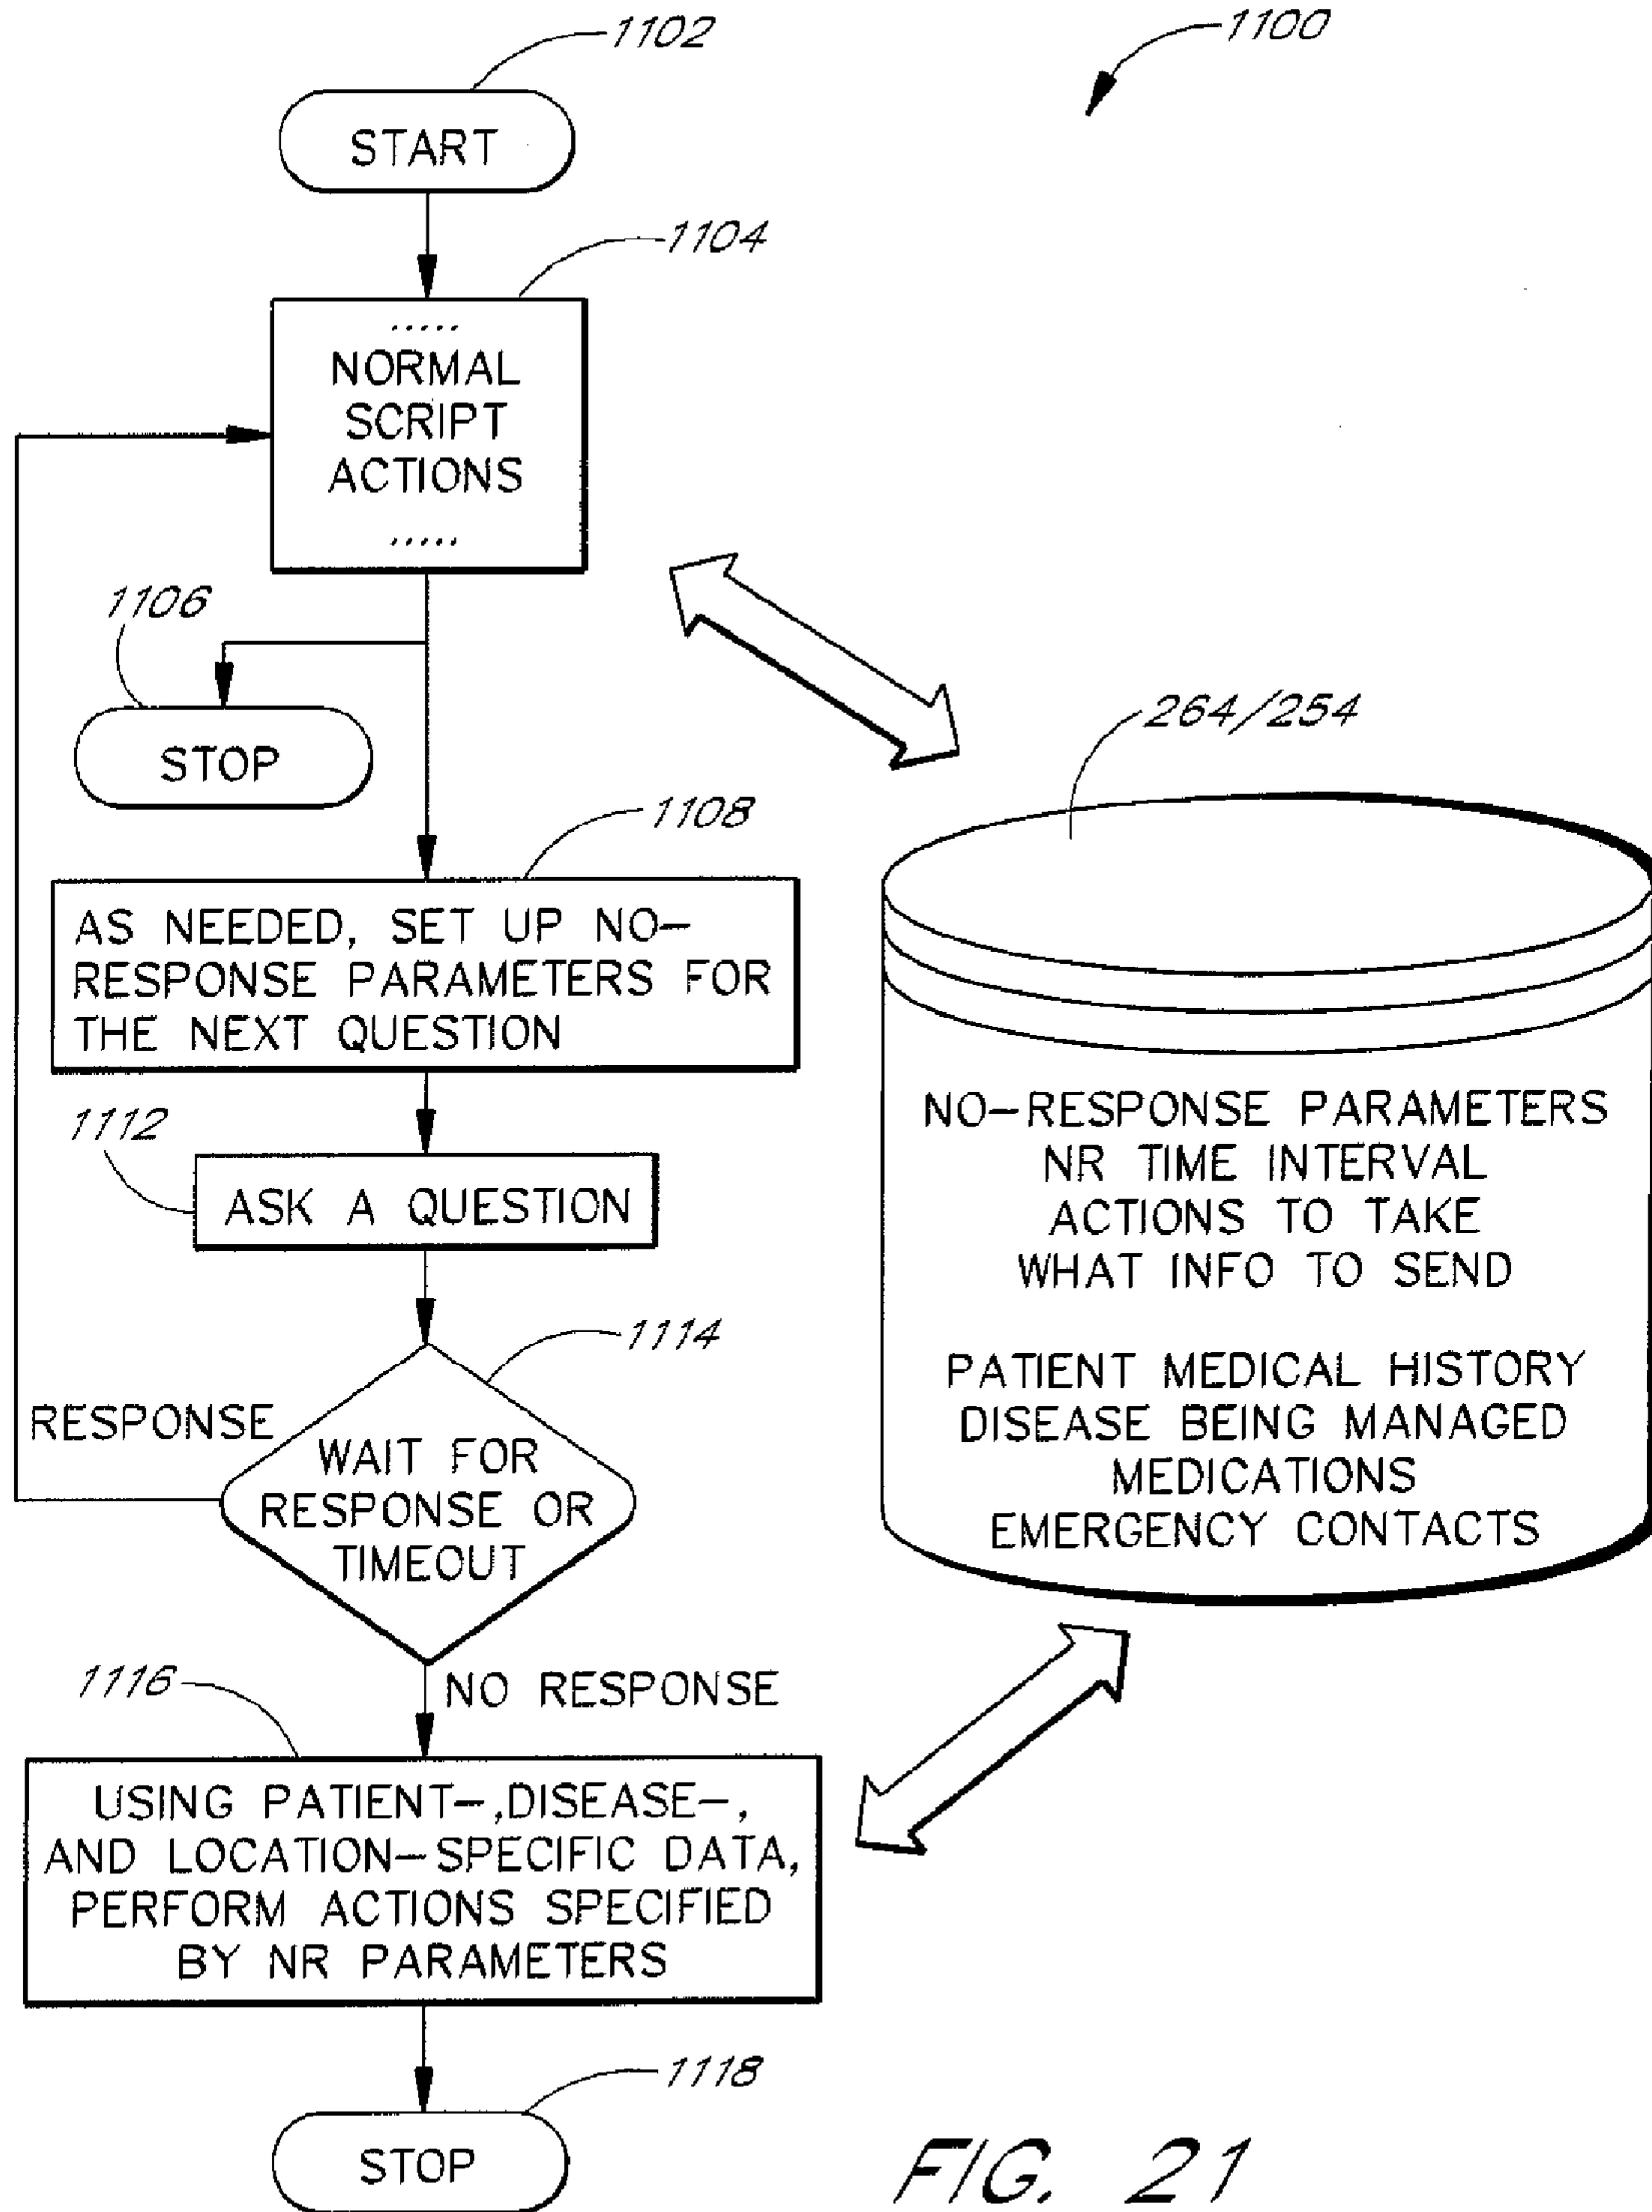 1102
1100
START
1104
.....
NORMAL
SCRIPT
ACTIONS
.....
1106
STOP
264/254
1108
AS NEEDED, SET UP NO-
RESPONSE PARAMETERS FOR
THE NEXT QUESTION
1112
ASK A QUESTION
1114
RESPONSE
WAIT FOR
RESPONSE OR
TIMEOUT
NO-RESPONSE PARAMETERS
NR TIME INTERVAL
ACTIONS TO TAKE
WHAT INFO TO SEND
PATIENT MEDICAL HISTORY
DISEASE BEING MANAGED
MEDICATIONS
EMERGENCY CONTACTS
1116
NO RESPONSE
USING PATIENT-,DISEASE-,
AND LOCATION-SPECIFIC DATA,
PERFORM ACTIONS SPECIFIED
BY NR PARAMETERS
1118
STOP
FIG. 21